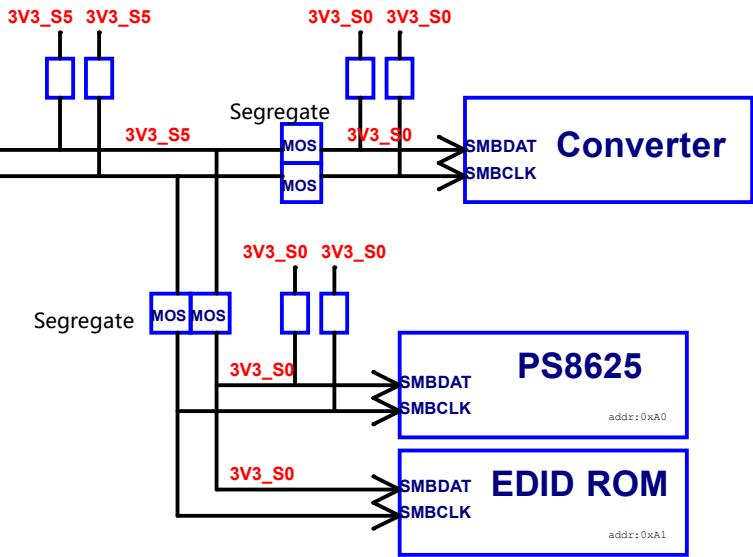 3V3_S5 3V3_S5
3V3_S0 3V3_S0
Segregate
3V3_S5
MOS
3V3_S0
SMBDAT
Converter
MOS
SMBCLK
3V3_S0 3V3_S0
Segregate
MOS MOS
3V3_S0
SMBDAT
PS8625
SMBCLK
addr:0xA0
3V3_S0
SMBDAT
EDID ROM
SMBCLK
addr:0xA1